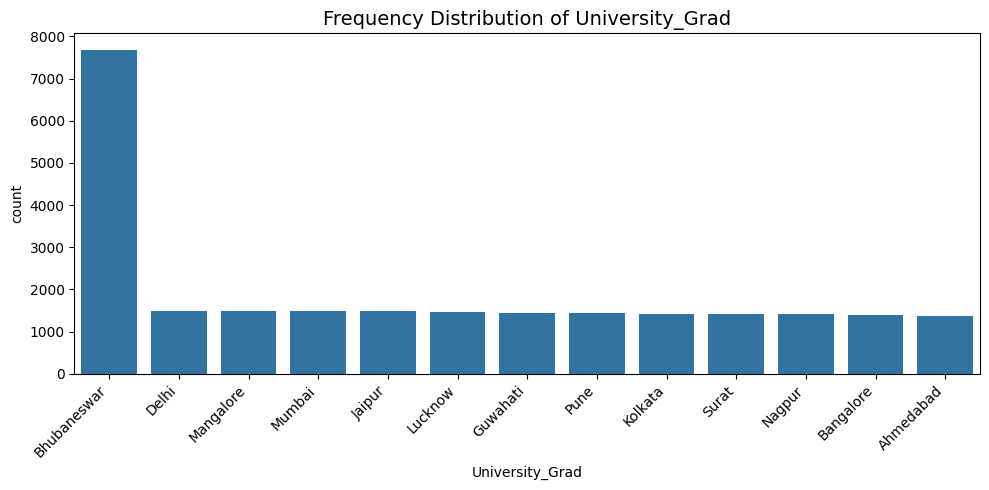 Frequency Distribution of University_Grad
8000
7000
6000
5000
4000
3000
2000
1000
0
count
Bhubaneswar
Delhi
Mangalore
Mumbai
Jaipur
Lucknow
Guwahati
Pune
Kolkata
Surat
Nagpur
Bangalore
Ahmedabad
University_Grad